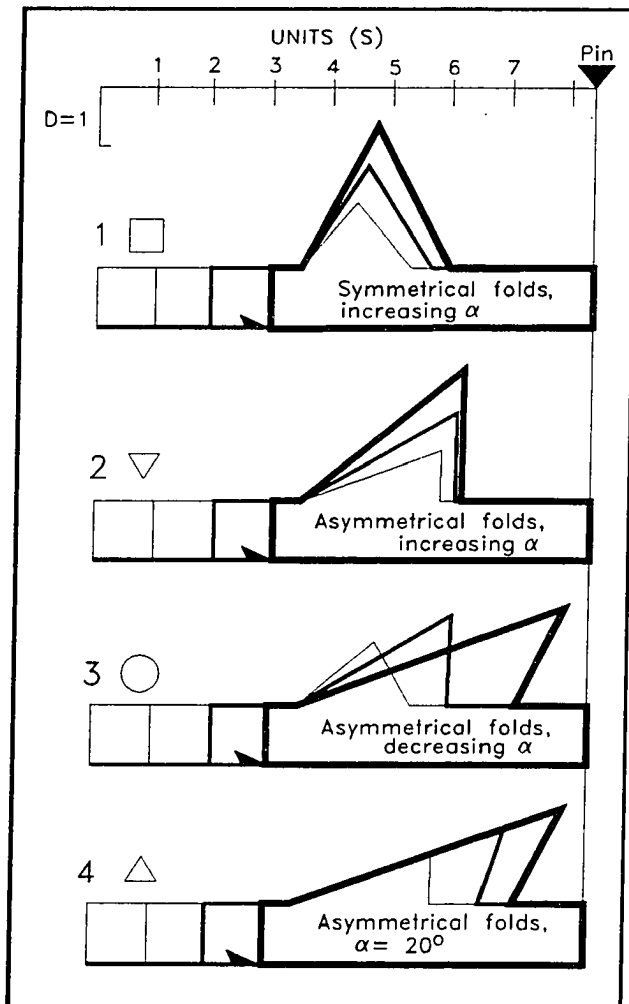 UNITS (S)
Pin
1 2 3 4 5 6 7
D=1
1
Symmetrical folds,
increasing α
2
Asymmetrical folds,
increasing α
3
Asymmetrical folds,
decreasing α
4
Asymmetrical folds,
α= 20°